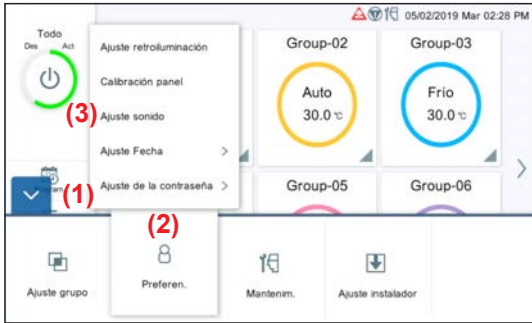 05/02/2019 Mar 02:28 PM
Todo
Des Act
Ajuste retroiluminación
Calibración panel
(3) Ajuste sonido
Ajuste Fecha >
Ajuste de la contraseña >
Group-02
Auto
30.0 ℃
Group-03
Frío
30.0 ℃
(1)
Group-05
Group-06
(2)
Ajuste grupo
Preferen.
Mantenim.
Ajuste instalador